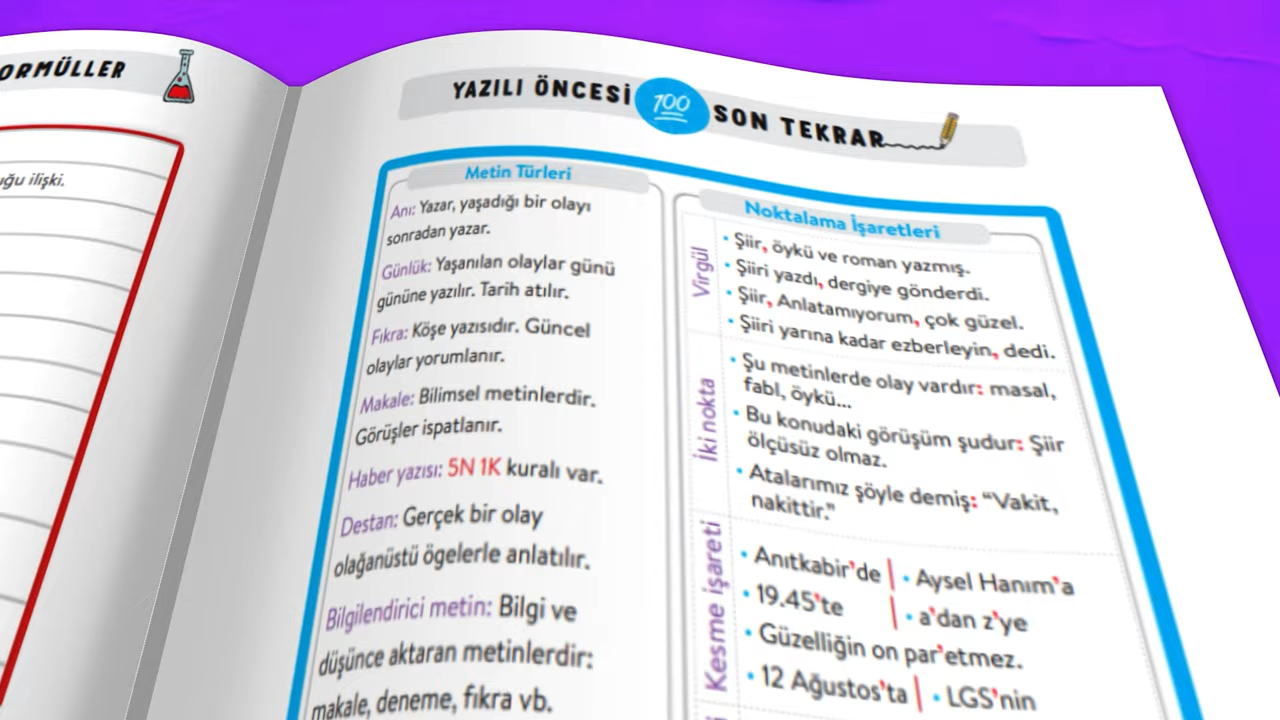 ORMÜLLER
uğu ilişki.
YAZILI ÖNCESİ 100 SON TEKRAR
Metin Türleri
Anı: Yazar, yaşadığı bir olayı
sonradan yazar.
Günlük: Yaşanılan olaylar günü
gününe yazılır. Tarih atılır.
Fıkra: Köşe yazısıdır. Güncel
olaylar yorumlanır.
Makale: Bilimsel metinlerdir.
Görüşler ispatlanır.
Haber yazısı: 5N 1K kuralı var.
Destan: Gerçek bir olay
olağanüstü ögelerle anlatılır.
Bilgilendirici metin: Bilgi ve
düşünce aktaran metinlerdir:
makale, deneme, fıkra vb.
Noktalama İşaretleri
Virgül
• Şiir, öykü ve roman yazmış.
• Şiiri yazdı, dergiye gönderdi.
• Şiir, Anlatamıyorum, çok güzel.
• Şiiri yarına kadar ezberleyin, dedi.
İki nokta
• Şu metinlerde olay vardır: masal,
fabl, öykü...
• Bu konudaki görüşüm şudur: Şiir
ölçüsüz olmaz.
• Atalarımız şöyle demiş: “Vakit,
nakittir.”
Kesme işareti
• Anıtkabir'de | • Aysel Hanım'a
• 19.45'te | • a'dan z'ye
• Güzelliğin on par'etmez.
• 12 Ağustos'ta | • LGS'nin